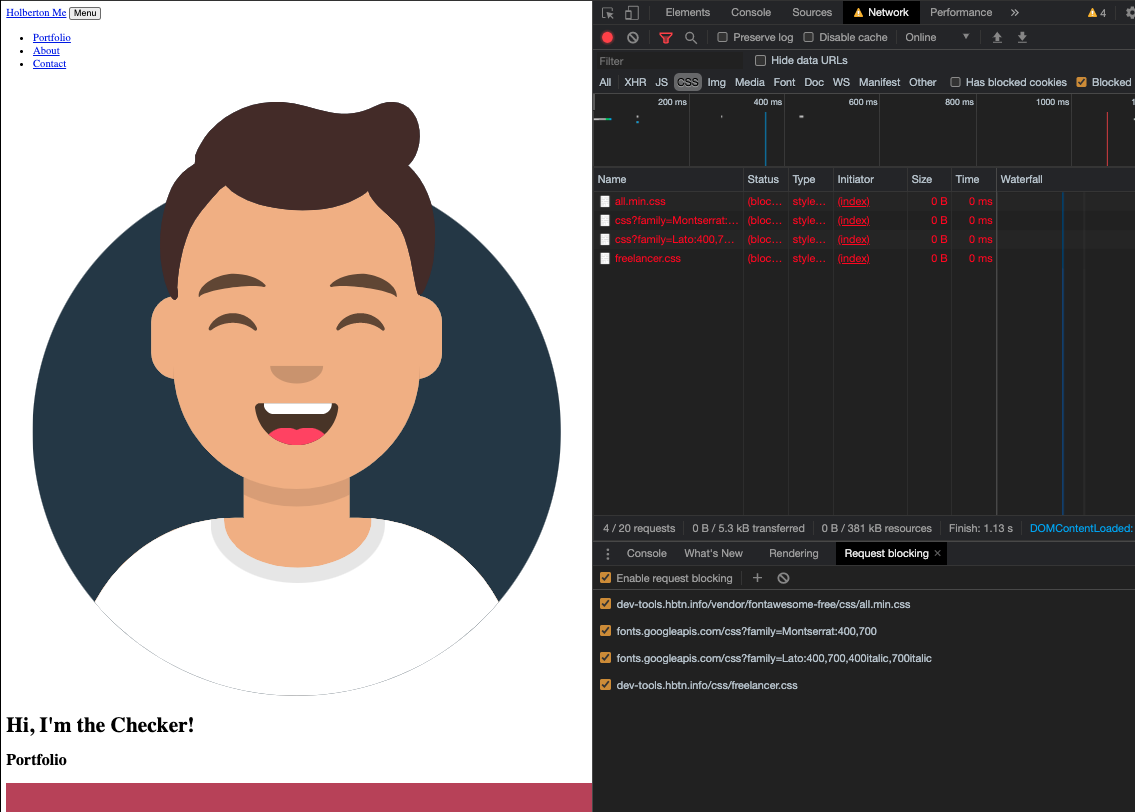 Holberton Me Menu
Portfolio
About
Contact
Hi, I'm the Checker!
Portfolio
Elements Console Sources Network Performance » 4
Preserve log Disable cache Online
Filter Hide data URLs
All XHR JS CSS Img Media Font Doc WS Manifest Other Has blocked cookies Blocked
200 ms 400 ms 600 ms 800 ms 1000 ms 1
Name Status Type Initiator Size Time Waterfall
all.min.css (bloc... style... (index) 0 B 0 ms
css?family=Montserrat:... (bloc... style... (index) 0 B 0 ms
css?family=Lato:400,7... (bloc... style... (index) 0 B 0 ms
freelancer.css (bloc... style... (index) 0 B 0 ms
4 / 20 requests 0 B / 5.3 kB transferred 0 B / 381 kB resources Finish: 1.13 s DOMContentLoaded:
Console What's New Rendering Request blocking ×
Enable request blocking
dev-tools.hbtn.info/vendor/fontawesome-free/css/all.min.css
fonts.googleapis.com/css?family=Montserrat:400,700
fonts.googleapis.com/css?family=Lato:400,700,400italic,700italic
dev-tools.hbtn.info/css/freelancer.css